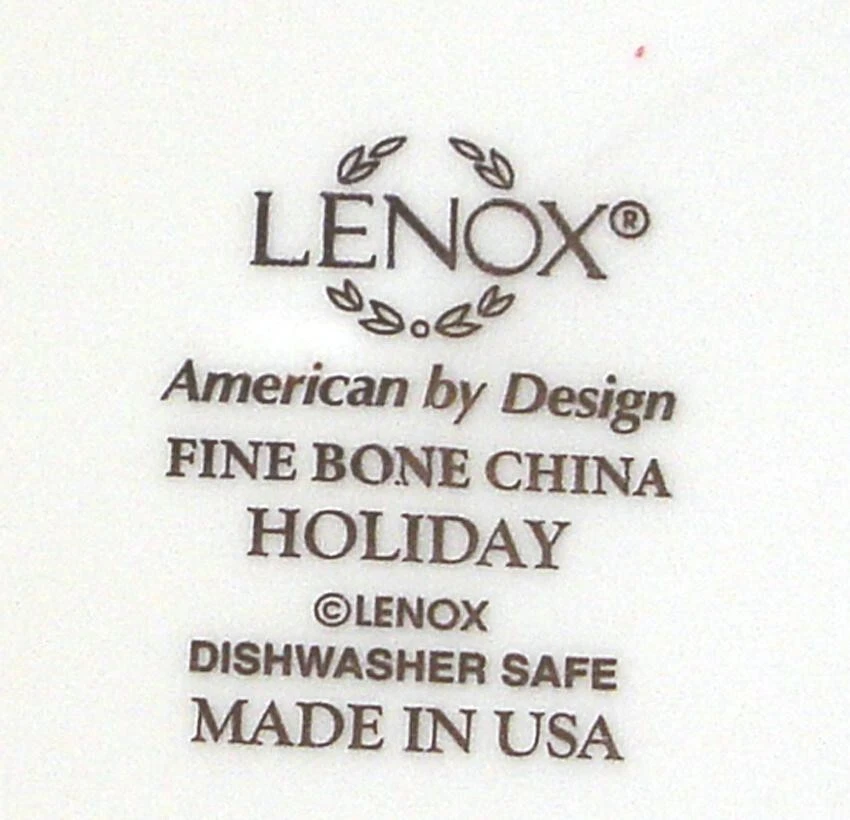 LENOX®
American by Design
FINE BONE CHINA
HOLIDAY
©LENOX
DISHWASHER SAFE
MADE IN USA